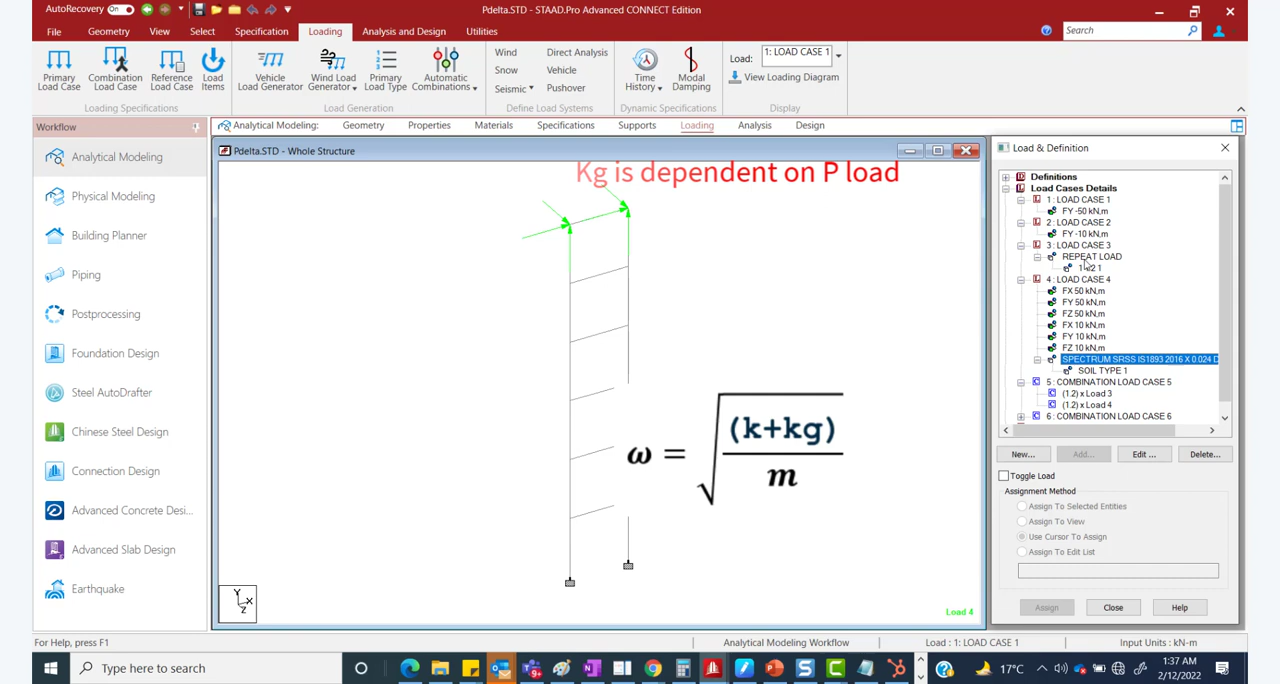 AutoRecovery On
Pdelta.STD - STAAD.Pro Advanced CONNECT Edition
File Geometry View Select Specification Loading Analysis and Design Utilities
Search
Primary Load Case
Combination Load Case
Reference Load Case
Load Items
Loading Specifications
Vehicle Load Generator
Wind Load Generator
Primary Load Type
Automatic Combinations
Load Generation
Wind
Snow
Seismic
Direct Analysis
Vehicle
Pushover
Define Load Systems
Time History
Modal Damping
Dynamic Specifications
Load: 1: LOAD CASE 1
View Loading Diagram
Display
Workflow
Analytical Modeling
Physical Modeling
Building Planner
Piping
Postprocessing
Foundation Design
Steel AutoDrafter
Chinese Steel Design
Connection Design
Advanced Concrete Desi...
Advanced Slab Design
Earthquake
Analytical Modeling: Geometry Properties Materials Specifications Supports Loading Analysis Design
Pdelta.STD - Whole Structure
Kg is dependent on P load
ω = √ (k+kg)
m
Y
X
Z
Load 4
Load & Definition
Definitions
Load Cases Details
1 : LOAD CASE 1
FY -50 kN,m
2 : LOAD CASE 2
FY -10 kN,m
3 : LOAD CASE 3
REPEAT LOAD
4 : LOAD CASE 4
FX 50 kN,m
FY 50 kN,m
FZ 50 kN,m
FX 10 kN,m
FY 10 kN,m
FZ 10 kN,m
SPECTRUM SRSS IS1893 2016 X 0.024 D
SOIL TYPE 1
5 : COMBINATION LOAD CASE 5
(1.2) x Load 3
(1.2) x Load 4
6 : COMBINATION LOAD CASE 6
New... Add... Edit ... Delete...
Toggle Load
Assignment Method
Assign To Selected Entities
Assign To View
Use Cursor To Assign
Assign To Edit List
Assign Close Help
For Help, press F1
Analytical Modeling Workflow
Load : 1: LOAD CASE 1
Input Units : kN-m
Type here to search
17°C
1:37 AM
2/12/2022